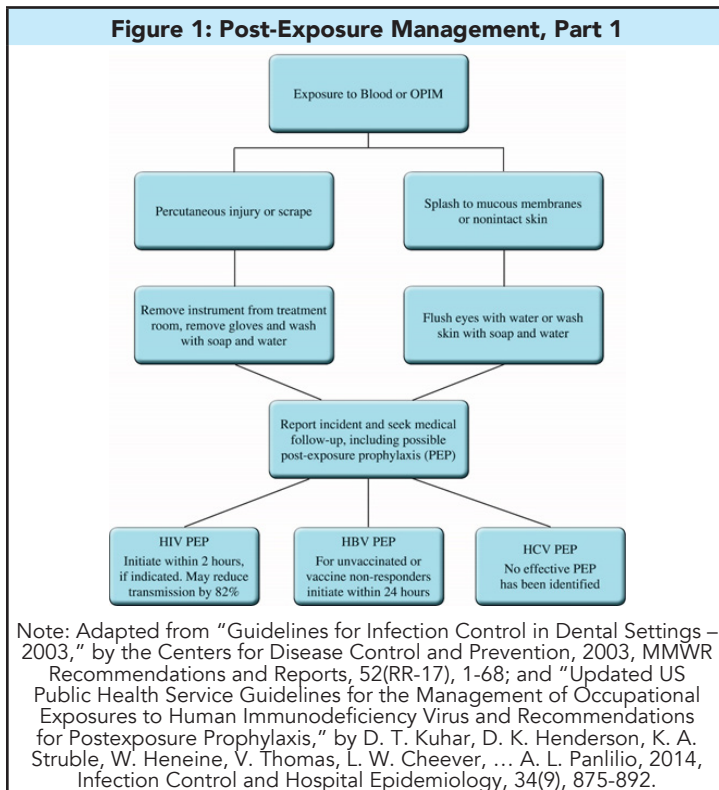 Figure 1: Post-Exposure Management, Part 1
Exposure to Blood or OPIM
Percutaneous injury or scrape
Splash to mucous membranes
or nonintact skin
Remove instrument from treatment
room, remove gloves and wash
with soap and water
Flush eyes with water or wash
skin with soap and water
Report incident and seek medical
follow-up, including possible
post-exposure prophylaxis (PEP)
HIV PEP
Initiate within 2 hours,
if indicated. May reduce
transmission by 82%
HBV PEP
For unvaccinated or
vaccine non-responders
initiate within 24 hours
HCV PEP
No effective PEP
has been identified
Note: Adapted from “Guidelines for Infection Control in Dental Settings –
2003,” by the Centers for Disease Control and Prevention, 2003, MMWR
Recommendations and Reports, 52(RR-17), 1-68; and “Updated US
Public Health Service Guidelines for the Management of Occupational
Exposures to Human Immunodeficiency Virus and Recommendations
for Postexposure Prophylaxis,” by D. T. Kuhar, D. K. Henderson, K. A.
Struble, W. Heneine, V. Thomas, L. W. Cheever, … A. L. Panlilio, 2014,
Infection Control and Hospital Epidemiology, 34(9), 875-892.